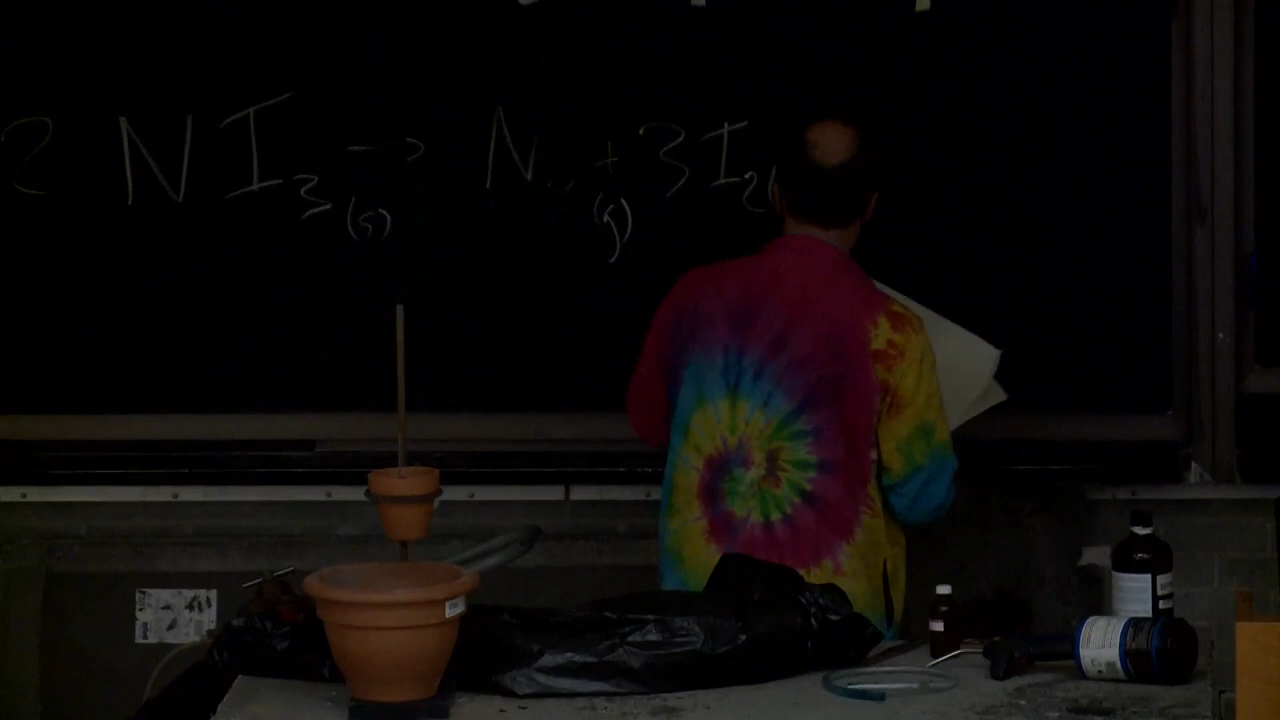 2 NI3(s) → N2(g) + 3I2(